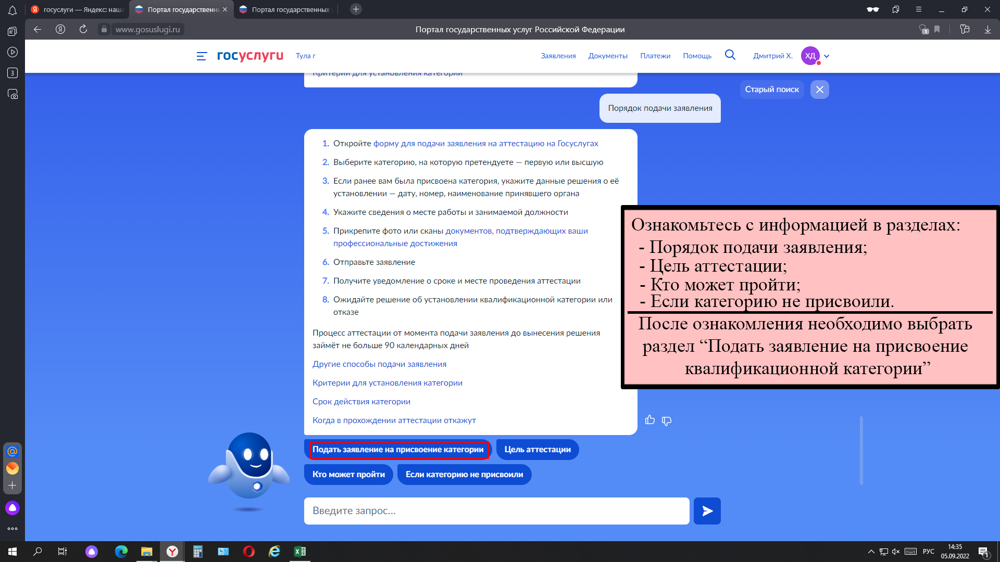 госуслуги — Яндекс: наш
Портал государственн
Портал государственных
www.gosuslugi.ru
Портал государственных услуг Российской Федерации
1
3
госуслуги
Тула г
Заявления
Документы
Платежи
Помощь
Дмитрий Х.
ХД
Критерии для установления категории
Старый поиск
Порядок подачи заявления
1. Откройте форму для подачи заявления на аттестацию на Госуслугах
2. Выберите категорию, на которую претендуете — первую или высшую
3. Если ранее вам была присвоена категория, укажите данные решения о её
установлении — дату, номер, наименование принявшего органа
4. Укажите сведения о месте работы и занимаемой должности
5. Прикрепите фото или сканы документов, подтверждающих ваши
профессиональные достижения
6. Отправьте заявление
7. Получите уведомление о сроке и месте проведения аттестации
8. Ожидайте решение об установлении квалификационной категории или
отказе
Процесс аттестации от момента подачи заявления до вынесения решения
займёт не больше 90 календарных дней
Другие способы подачи заявления
Критерии для установления категории
Срок действия категории
Когда в прохождении аттестации откажут
Ознакомьтесь с информацией в разделах:
- Порядок подачи заявления;
- Цель аттестации;
- Кто может пройти;
- Если категорию не присвоили.
После ознакомления необходимо выбрать
раздел “Подать заявление на присвоение
квалификационной категории”
Подать заявление на присвоение категории
Цель аттестации
Кто может пройти
Если категорию не присвоили
Введите запрос...
РУС
14:35
05.09.2022
1